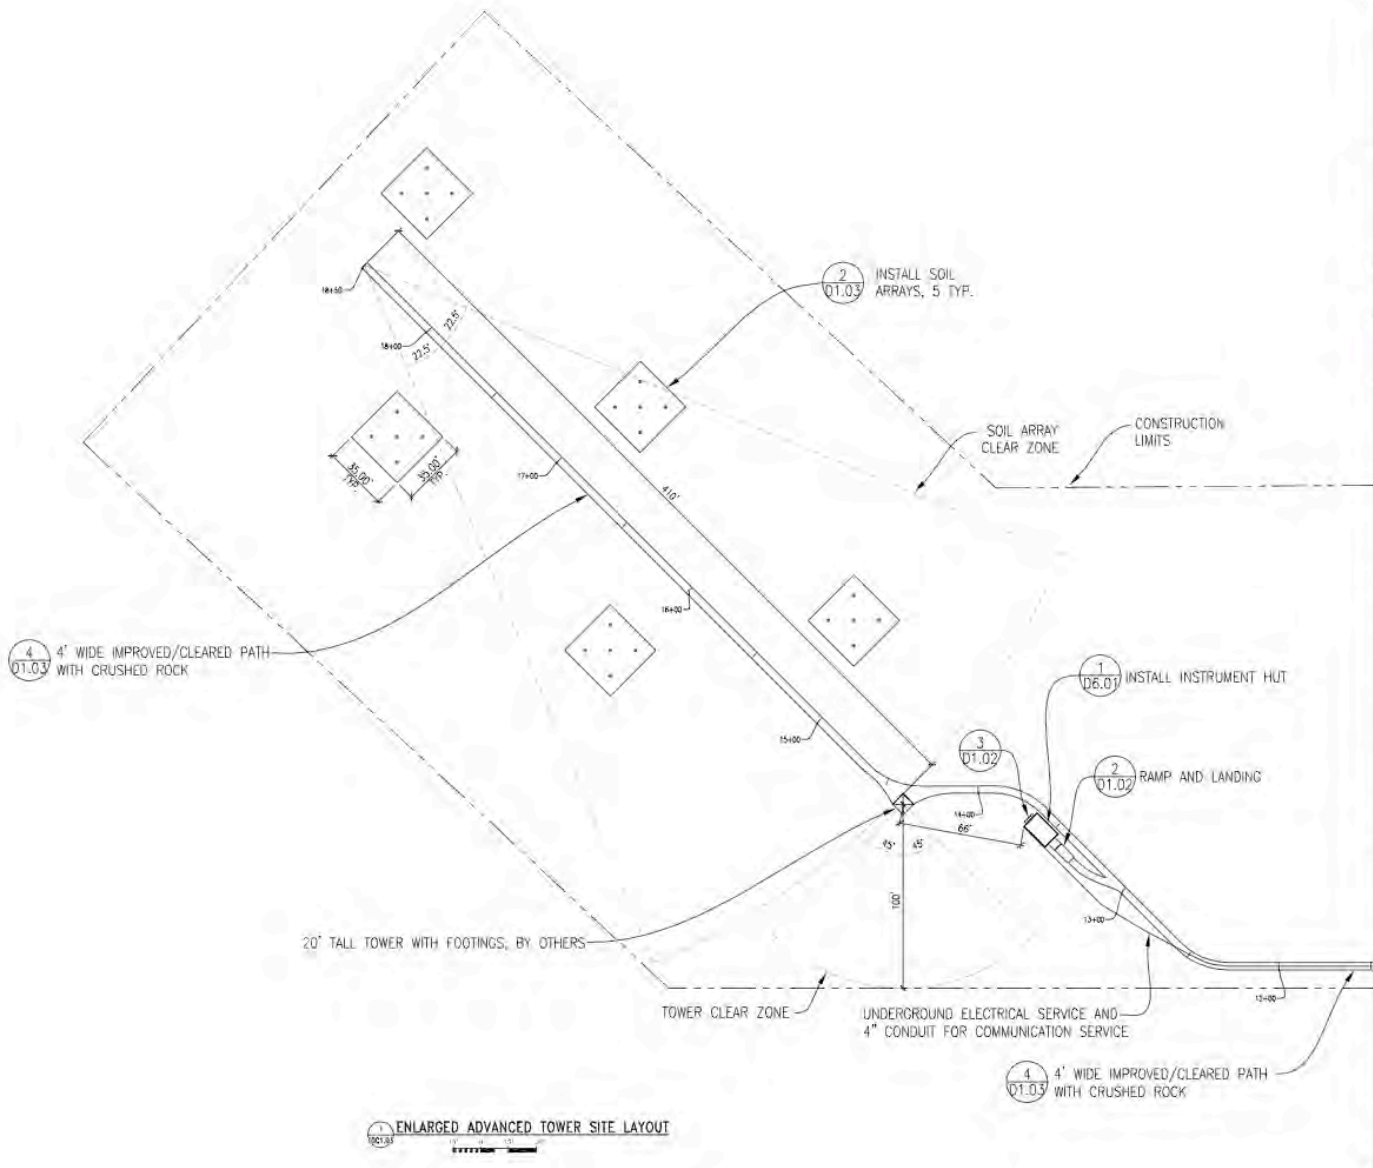 2
D1.03
INSTALL SOIL
ARRAYS, 5 TYP.
18+50
18+00
22.5'
22.5'
SOIL ARRAY
CLEAR ZONE
CONSTRUCTION
LIMITS
35.00'
TYP.
35.00'
TYP.
17+00
410'
16+00
4
D1.03
4' WIDE IMPROVED/CLEARED PATH
WITH CRUSHED ROCK
1
D6.01
INSTALL INSTRUMENT HUT
15+00
3
D1.02
2
D1.02
RAMP AND LANDING
14+00
66'
45'
45'
100'
13+00
20' TALL TOWER WITH FOOTINGS, BY OTHERS
12+00
TOWER CLEAR ZONE
UNDERGROUND ELECTRICAL SERVICE AND
4" CONDUIT FOR COMMUNICATION SERVICE
4
D1.03
4' WIDE IMPROVED/CLEARED PATH
WITH CRUSHED ROCK
1
ENLARGED ADVANCED TOWER SITE LAYOUT